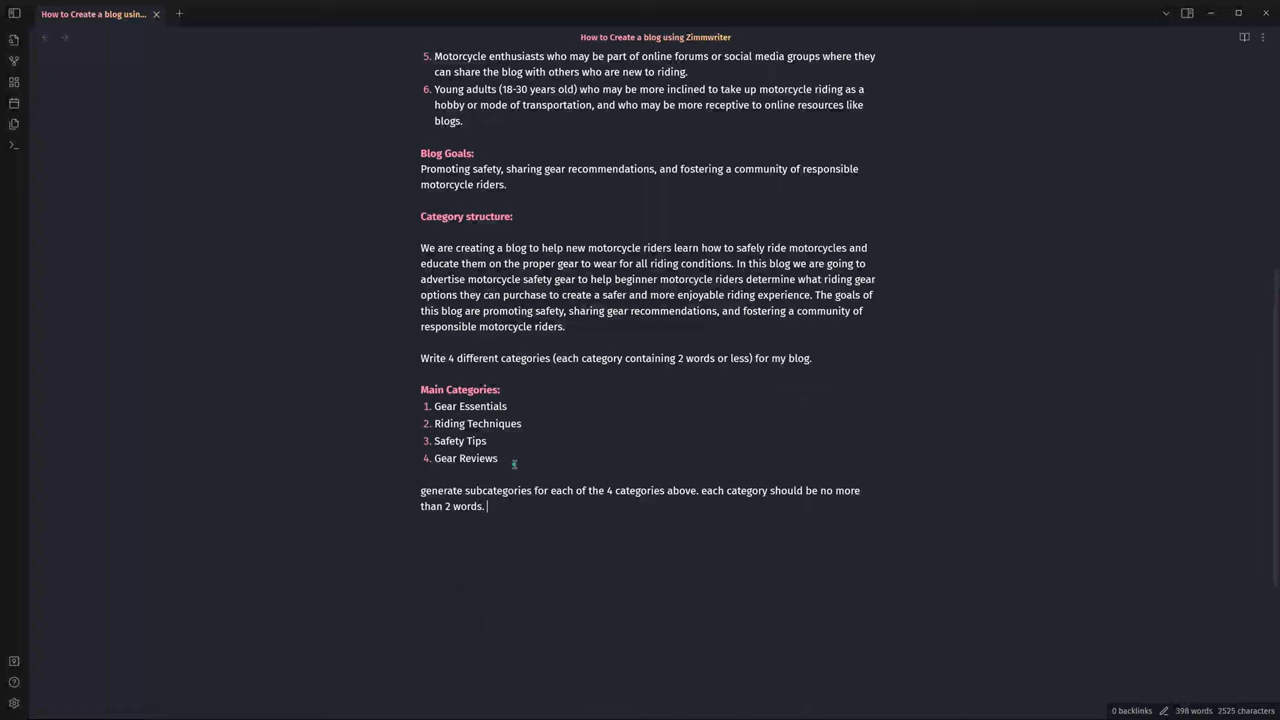 How to Create a blog usin...
How to Create a blog using Zimmwriter
5. Motorcycle enthusiasts who may be part of online forums or social media groups where they
can share the blog with others who are new to riding.
6. Young adults (18-30 years old) who may be more inclined to take up motorcycle riding as a
hobby or mode of transportation, and who may be more receptive to online resources like
blogs.
Blog Goals:
Promoting safety, sharing gear recommendations, and fostering a community of responsible
motorcycle riders.
Category structure:
We are creating a blog to help new motorcycle riders learn how to safely ride motorcycles and
educate them on the proper gear to wear for all riding conditions. In this blog we are going to
advertise motorcycle safety gear to help beginner motorcycle riders determine what riding gear
options they can purchase to create a safer and more enjoyable riding experience. The goals of
this blog are promoting safety, sharing gear recommendations, and fostering a community of
responsible motorcycle riders.
Write 4 different categories (each category containing 2 words or less) for my blog.
Main Categories:
1. Gear Essentials
2. Riding Techniques
3. Safety Tips
4. Gear Reviews
generate subcategories for each of the 4 categories above. each category should be no more
than 2 words.
0 backlinks 398 words 2525 characters